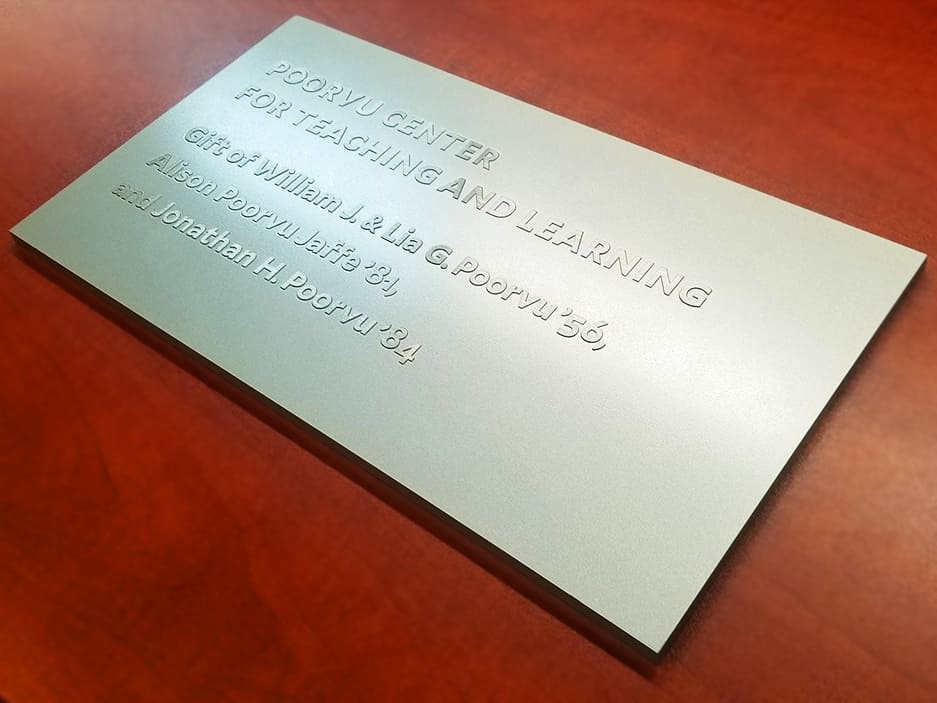 POORVU CENTER
FOR TEACHING AND LEARNING
Gift of William J. & Lia G. Poorvu ’56,
Alison Poorvu Jaffe ’81,
and Jonathan H. Poorvu ’84